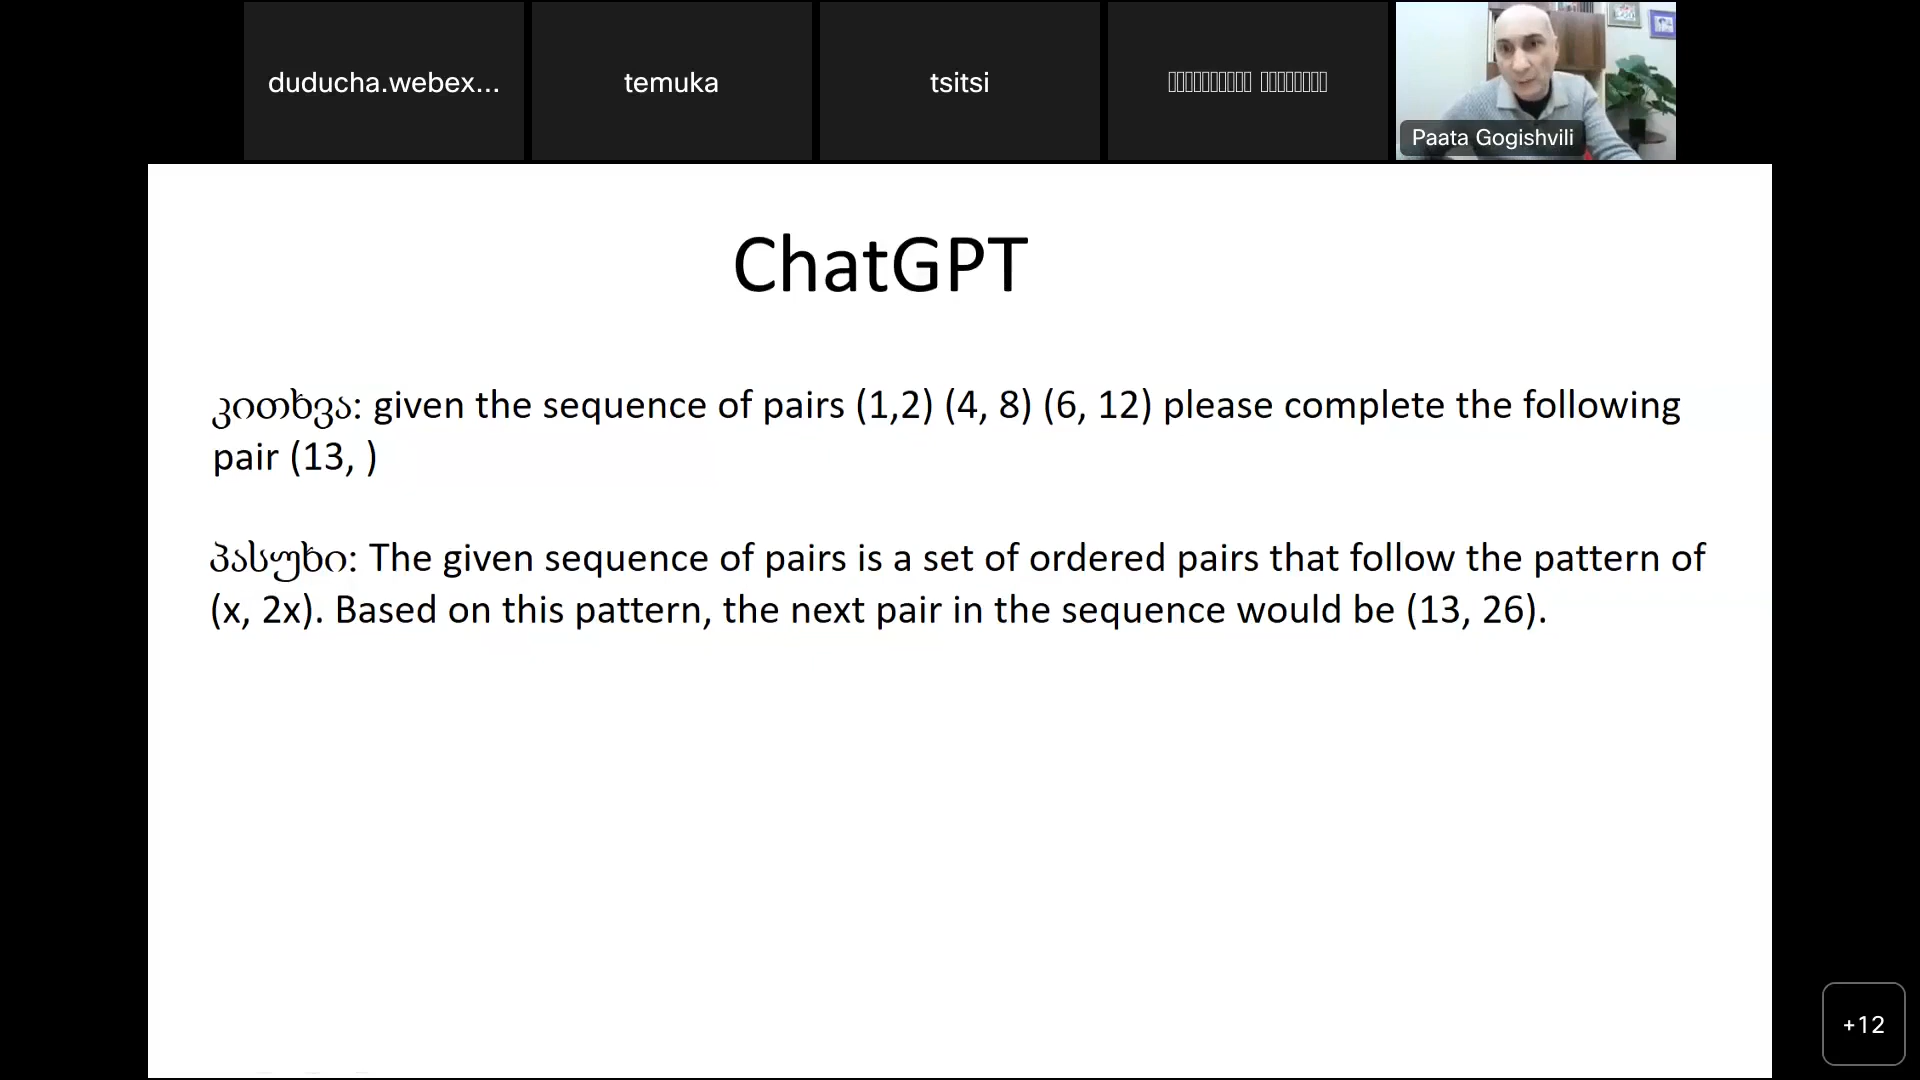 duducha.webex...
temuka
tsitsi
Paata Gogishvili
ChatGPT
კითხვა: given the sequence of pairs (1,2) (4, 8) (6, 12) please complete the following
pair (13, )
პასუხი: The given sequence of pairs is a set of ordered pairs that follow the pattern of
(x, 2x). Based on this pattern, the next pair in the sequence would be (13, 26).
+12